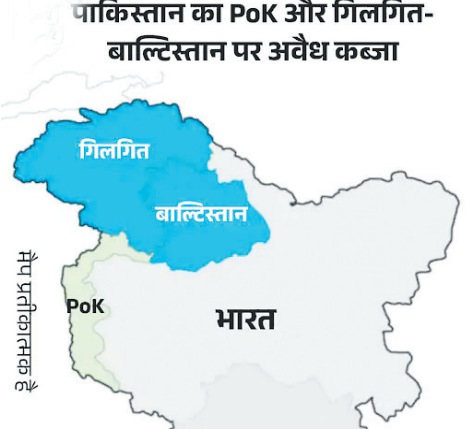 पाकिस्तान का PoK और गिलगित-
बाल्टिस्तान पर अवैध कब्जा
गिलगित
बाल्टिस्तान
PoK
भारत
मैप प्रतीकात्मक है